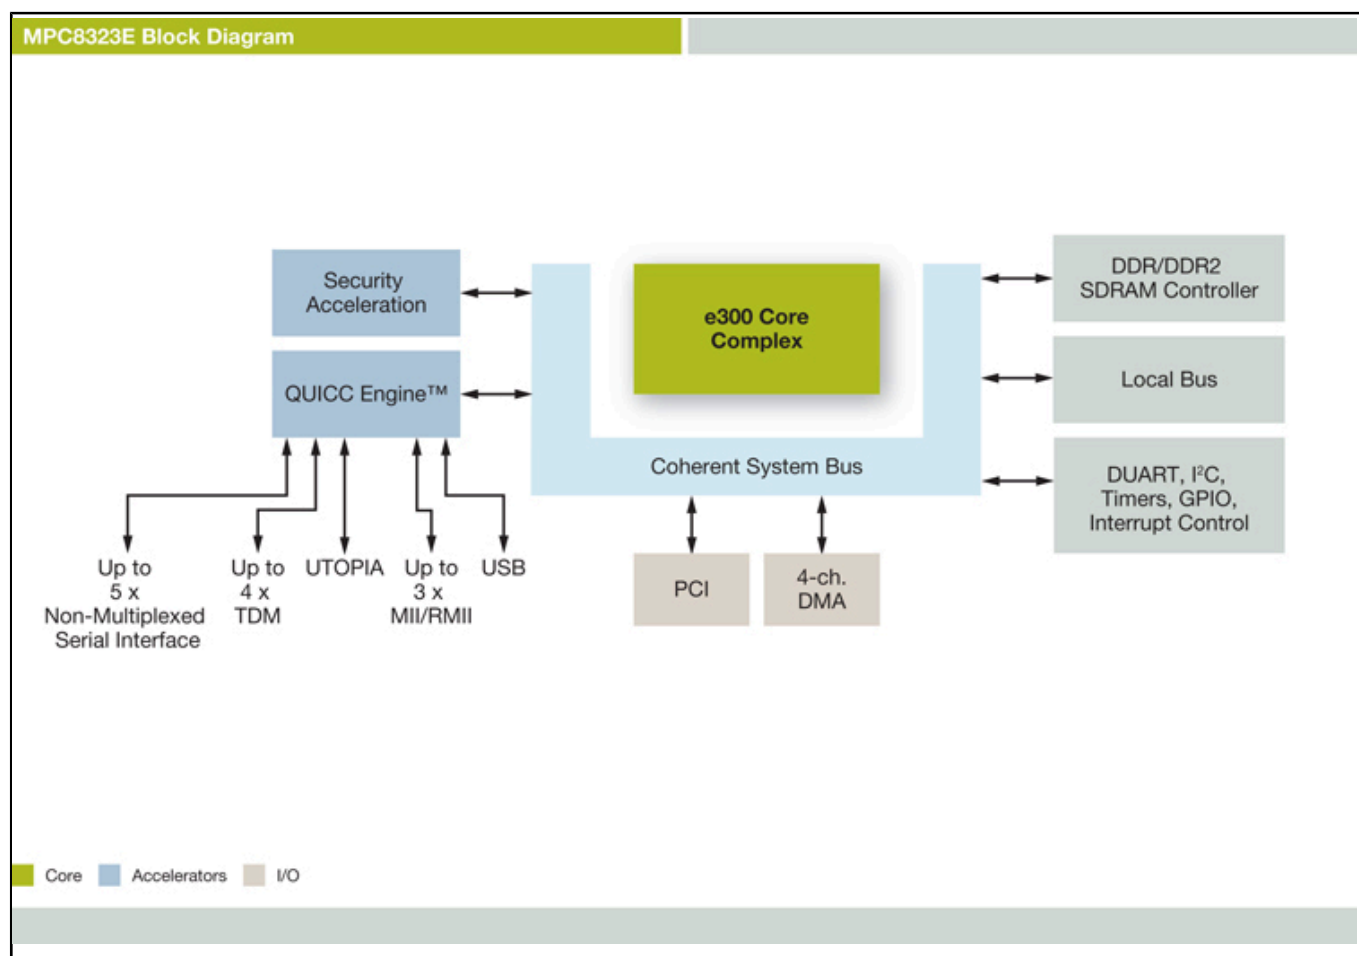 MPC8323E Block Diagram
Security
Acceleration
QUICC Engine™
e300 Core
Complex
Coherent System Bus
DDR/DDR2
SDRAM Controller
Local Bus
DUART, I²C,
Timers, GPIO,
Interrupt Control
PCI
4-ch.
DMA
Up to
5 x
Non-Multiplexed
Serial Interface
Up to
4 x
TDM
UTOPIA
Up to
3 x
MII/RMII
USB
Core
Accelerators
I/O